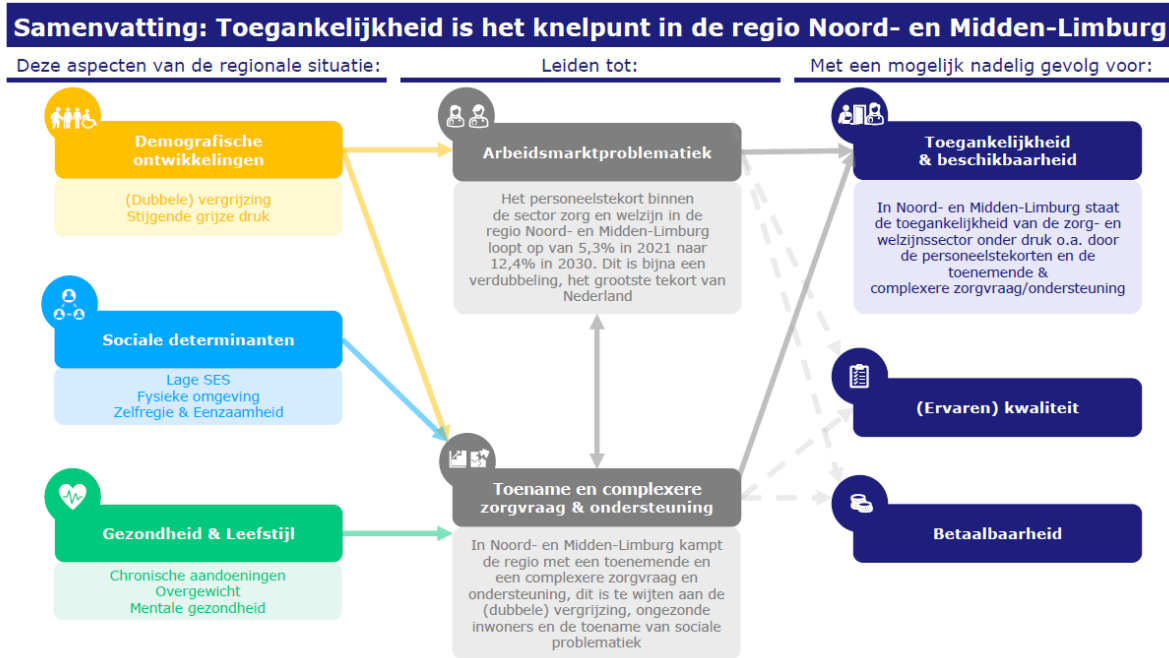 Samenvatting: Toegankelijkheid is het knelpunt in de regio Noord- en Midden-Limburg
Deze aspecten van de regionale situatie:
Leiden tot:
Met een mogelijk nadelig gevolg voor:
Demografische
ontwikkelingen
(Dubbele) vergrijzing
Stijgende grijze druk
Sociale determinanten
Lage SES
Fysieke omgeving
Zelfregie & Eenzaamheid
Gezondheid & Leefstijl
Chronische aandoeningen
Overgewicht
Mentale gezondheid
Arbeidsmarktproblematiek
Het personeelstekort binnen
de sector zorg en welzijn in de
regio Noord- en Midden-Limburg
loopt op van 5,3% in 2021 naar
12,4% in 2030. Dit is bijna een
verdubbeling, het grootste tekort van
Nederland
Toename en complexere
zorgvraag & ondersteuning
In Noord- en Midden-Limburg kampt
de regio met een toenemende en
een complexere zorgvraag en
ondersteuning, dit is te wijten aan de
(dubbele) vergrijzing, ongezonde
inwoners en de toename van sociale
problematiek
Toegankelijkheid
& beschikbaarheid
In Noord- en Midden-Limburg staat
de toegankelijkheid van de zorg- en
welzijnssector onder druk o.a. door
de personeelstekorten en de
toenemende &
complexere zorgvraag/ondersteuning
(Ervaren) kwaliteit
Betaalbaarheid